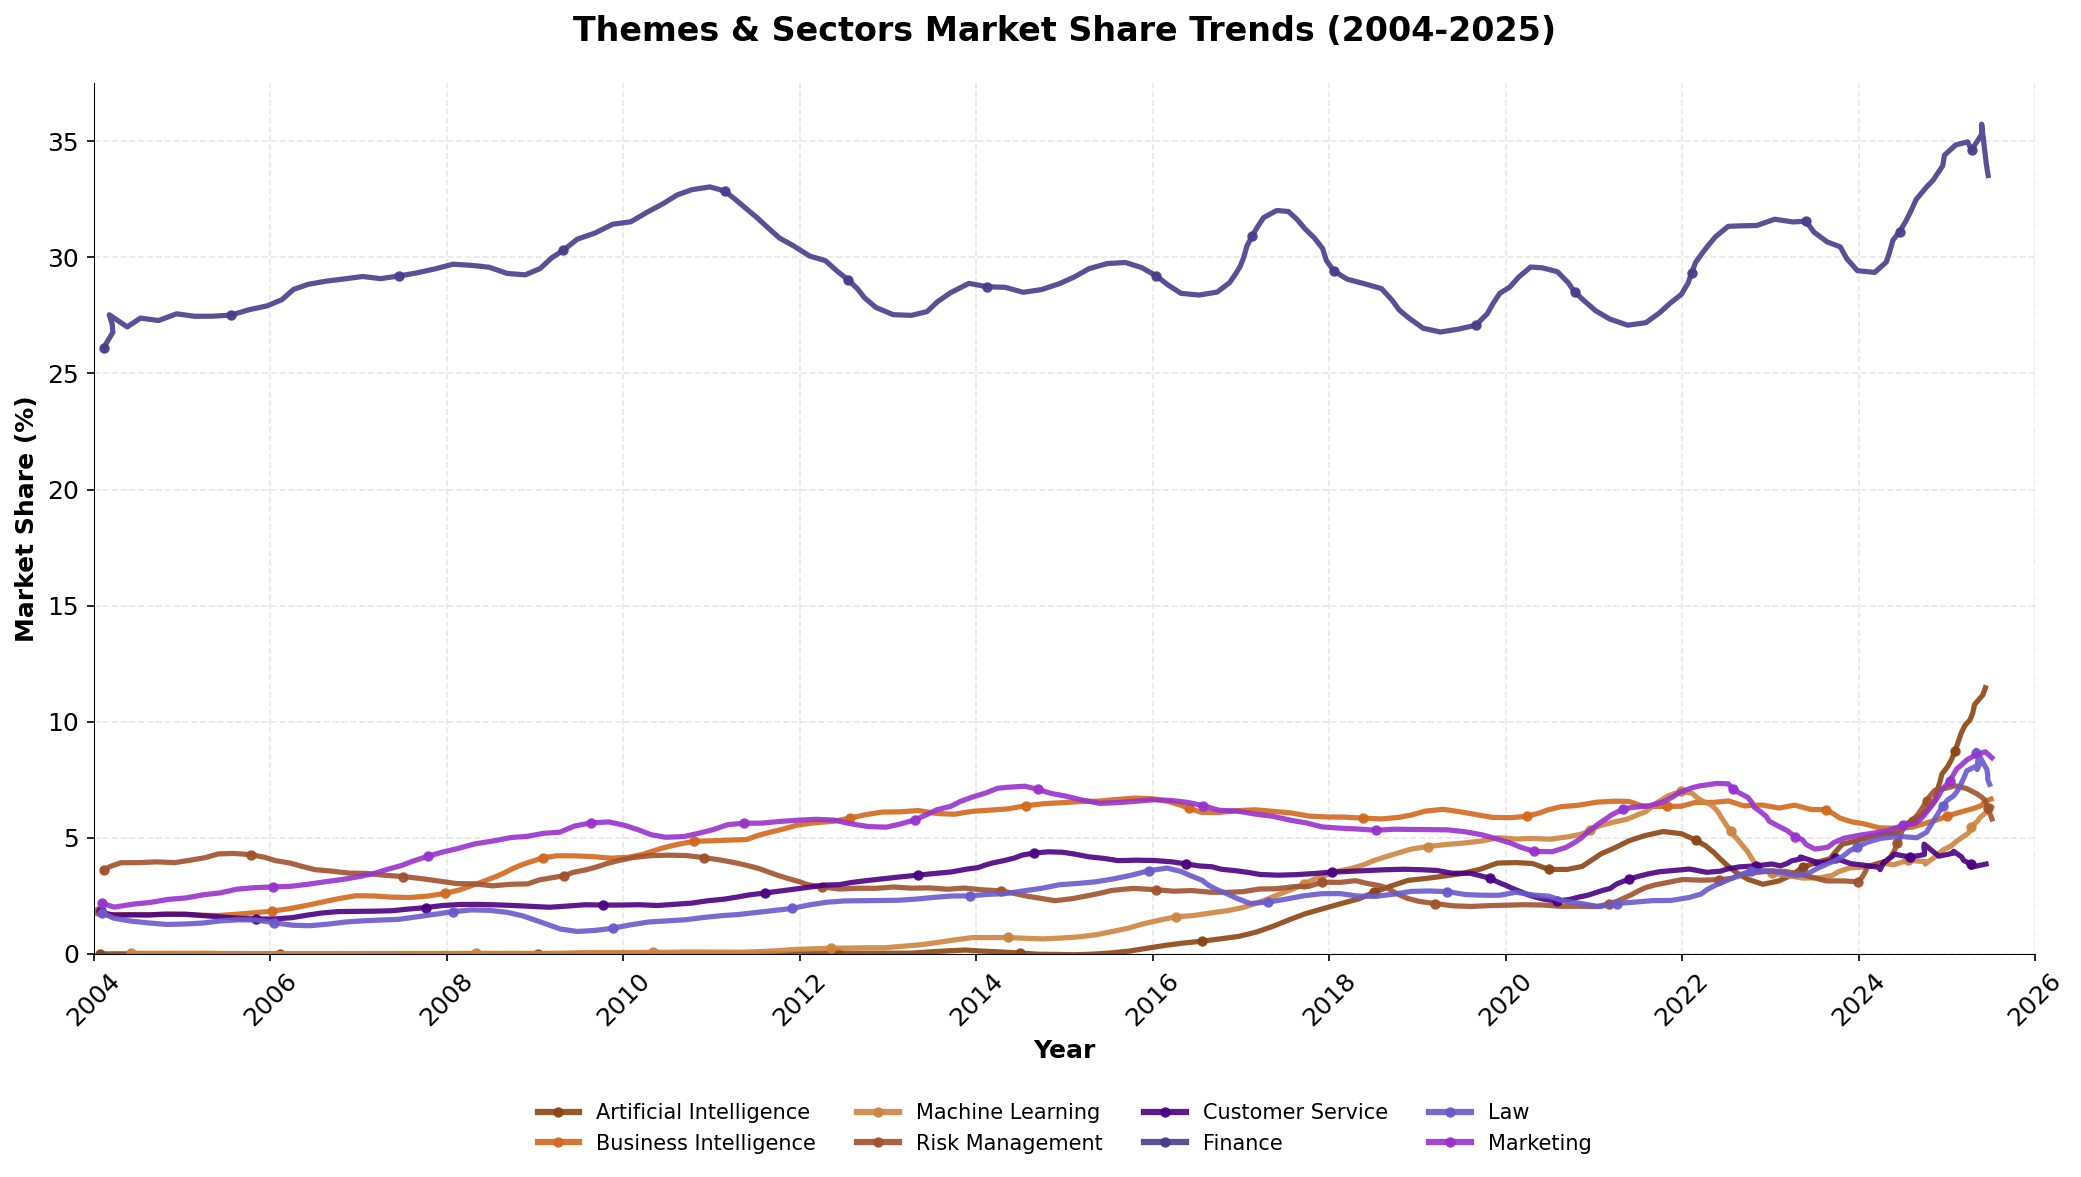 Themes & Sectors Market Share Trends (2004-2025)
Market Share (%)
35
30
25
20
15
10
5
0
2004
2006
2008
2010
2012
2014
2016
2018
2020
2022
2024
2026
Year
Artificial Intelligence
Machine Learning
Customer Service
Law
Business Intelligence
Risk Management
Finance
Marketing